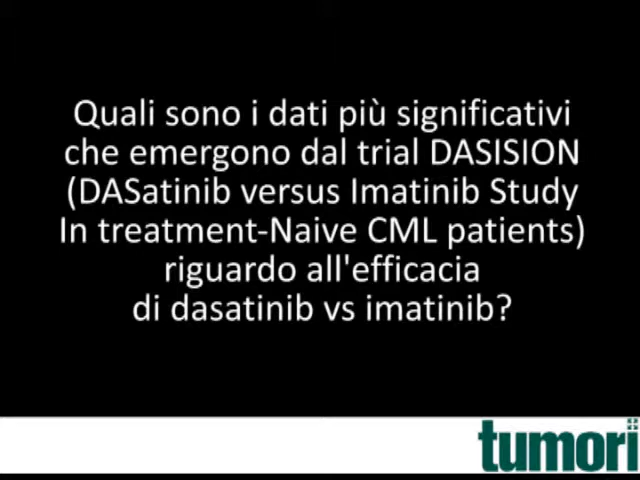 Quali sono i dati più significativi
che emergono dal trial DASISION
(DASatinib versus Imatinib Study
In treatment-Naive CML patients)
riguardo all'efficacia
di dasatinib vs imatinib?
tumori